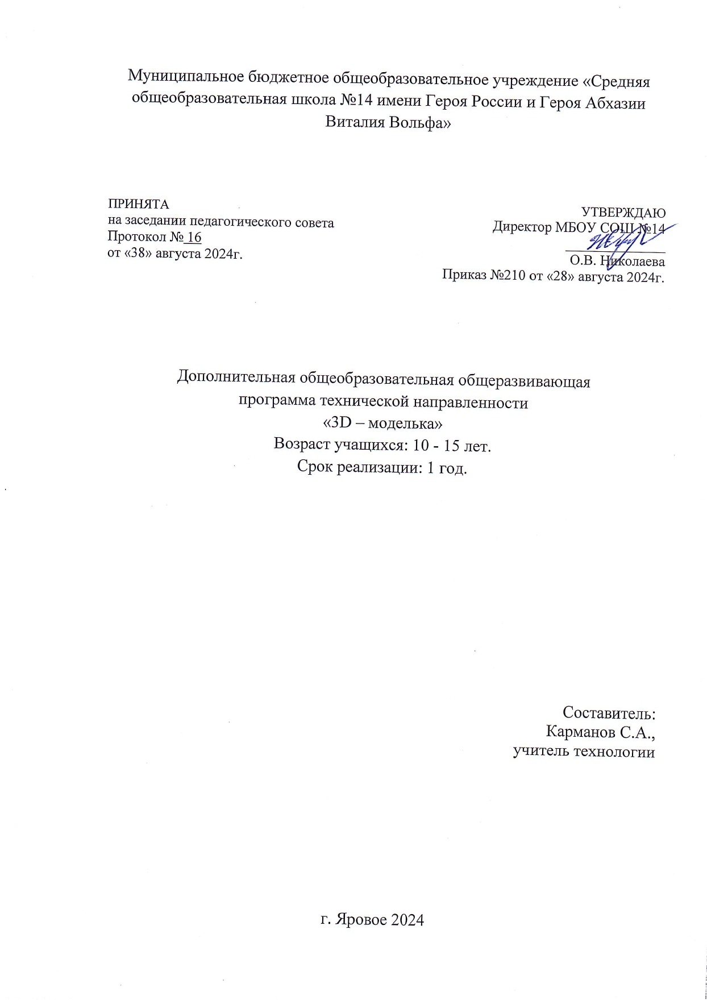 Муниципальное бюджетное общеобразовательное учреждение «Средняя
общеобразовательная школа №14 имени Героя России и Героя Абхазии
Виталия Вольфа»
ПРИНЯТА
на заседании педагогического совета
Протокол № 16
от «38» августа 2024г.
УТВЕРЖДАЮ
Директор МБОУ СОШ №14
О.В. Николаева
Приказ №210 от «28» августа 2024г.
Дополнительная общеобразовательная общеразвивающая
программа технической направленности
«3D – моделька»
Возраст учащихся: 10 - 15 лет.
Срок реализации: 1 год.
Составитель:
Карманов С.А.,
учитель технологии
г. Яровое 2024